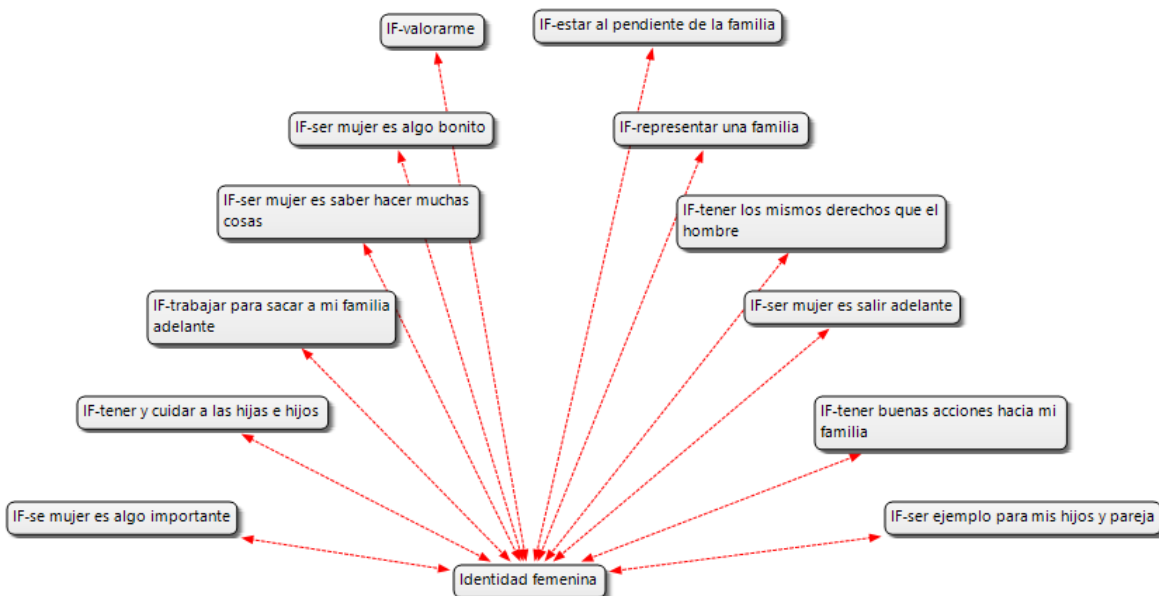 IF-estar al pendiente de la familia
IF-valorarme
IF-ser mujer es algo bonito
IF-representar una familia
IF-ser mujer es saber hacer muchas
cosas
IF-tener los mismos derechos que el
hombre
IF-trabajar para sacar a mi familia
adelante
IF-ser mujer es salir adelante
IF-tener y cuidar a las hijas e hijos
IF-tener buenas acciones hacia mi
familia
IF-se mujer es algo importante
IF-ser ejemplo para mis hijos y pareja
Identidad femenina